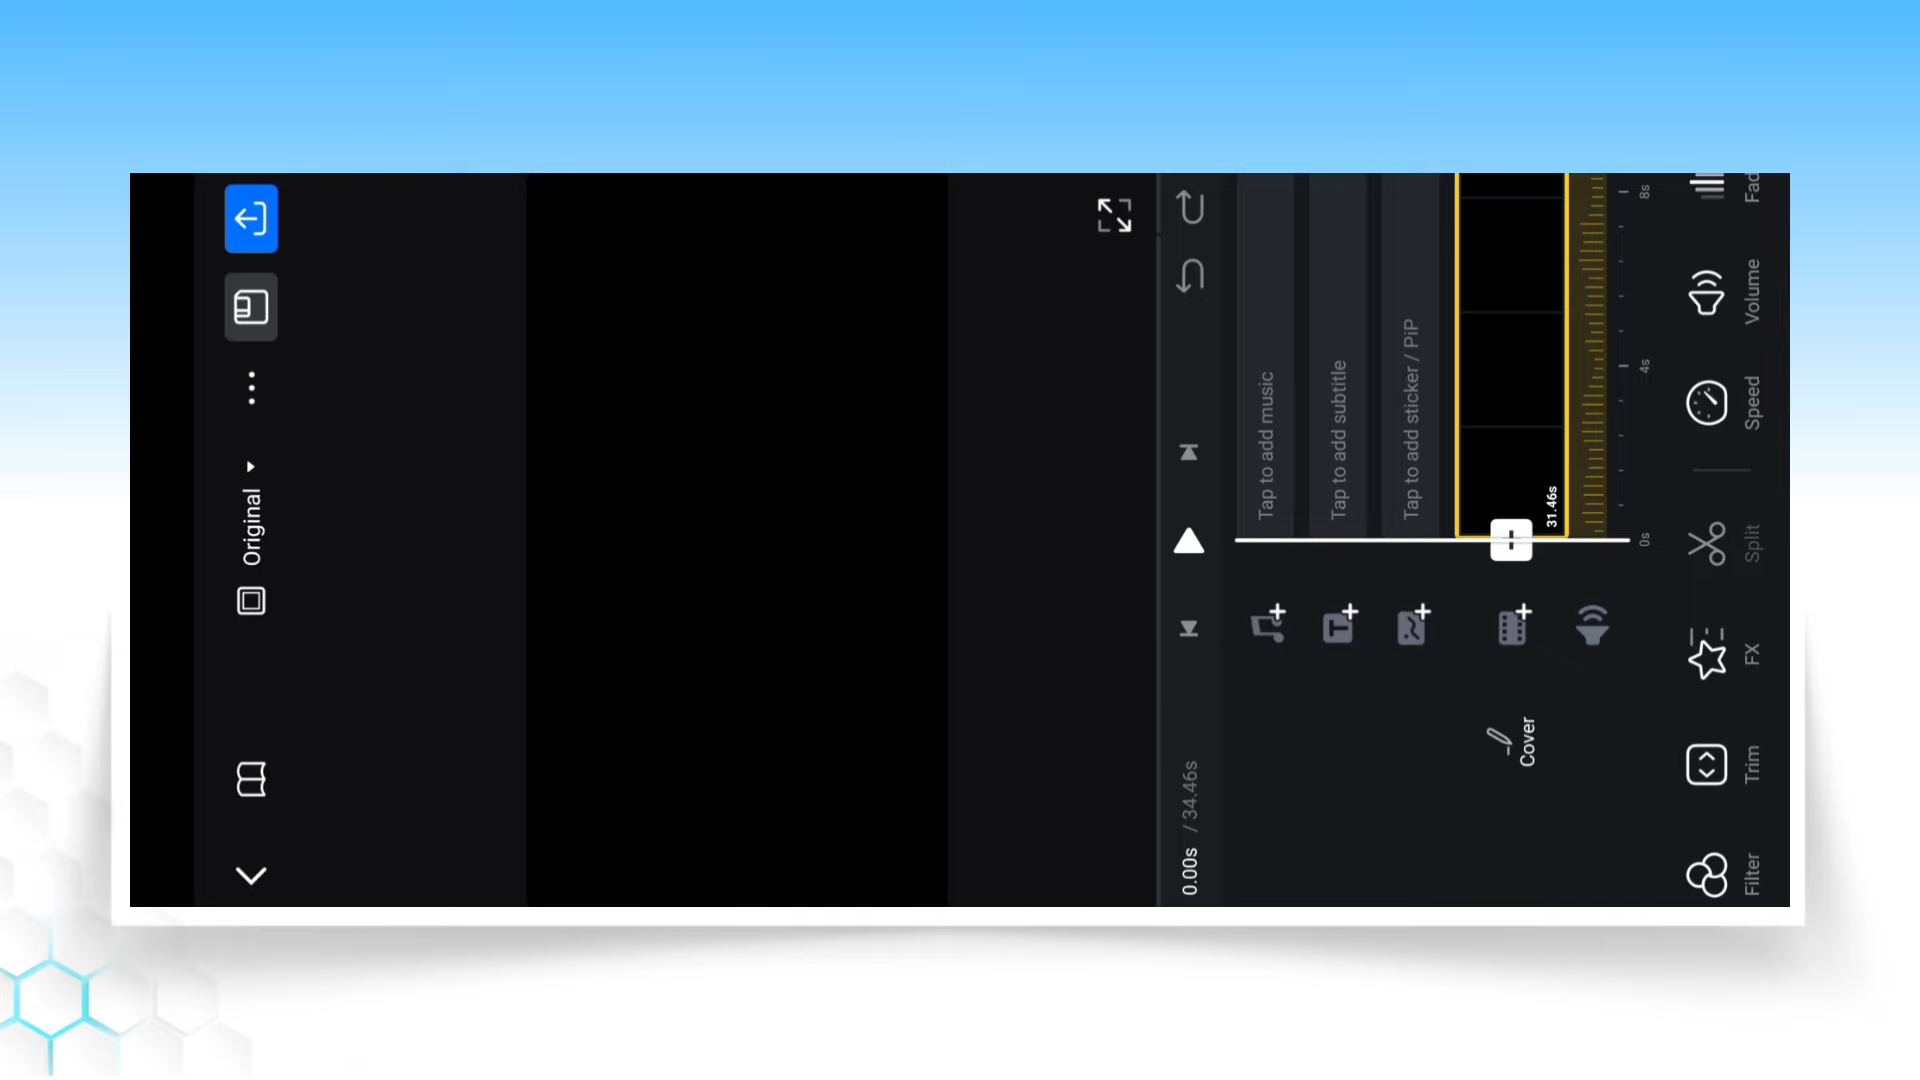 Original
0.00s / 34.46s
Tap to add music
Tap to add subtitle
Tap to add sticker / PiP
Cover
31.46s
0s
4s
8s
Filter
Trim
FX
Split
Speed
Volume
Fad